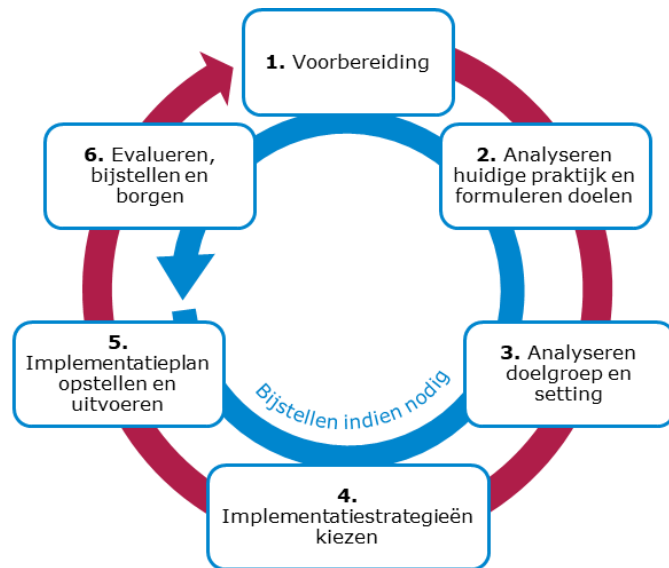 1. Voorbereiding
2. Analyseren
huidige praktijk en
formuleren doelen
3. Analyseren
doelgroep en
setting
4.
Implementatiestrategieën
kiezen
5.
Implementatieplan
opstellen en
uitvoeren
6. Evalueren,
bijstellen en
borgen
Bijstellen indien nodig